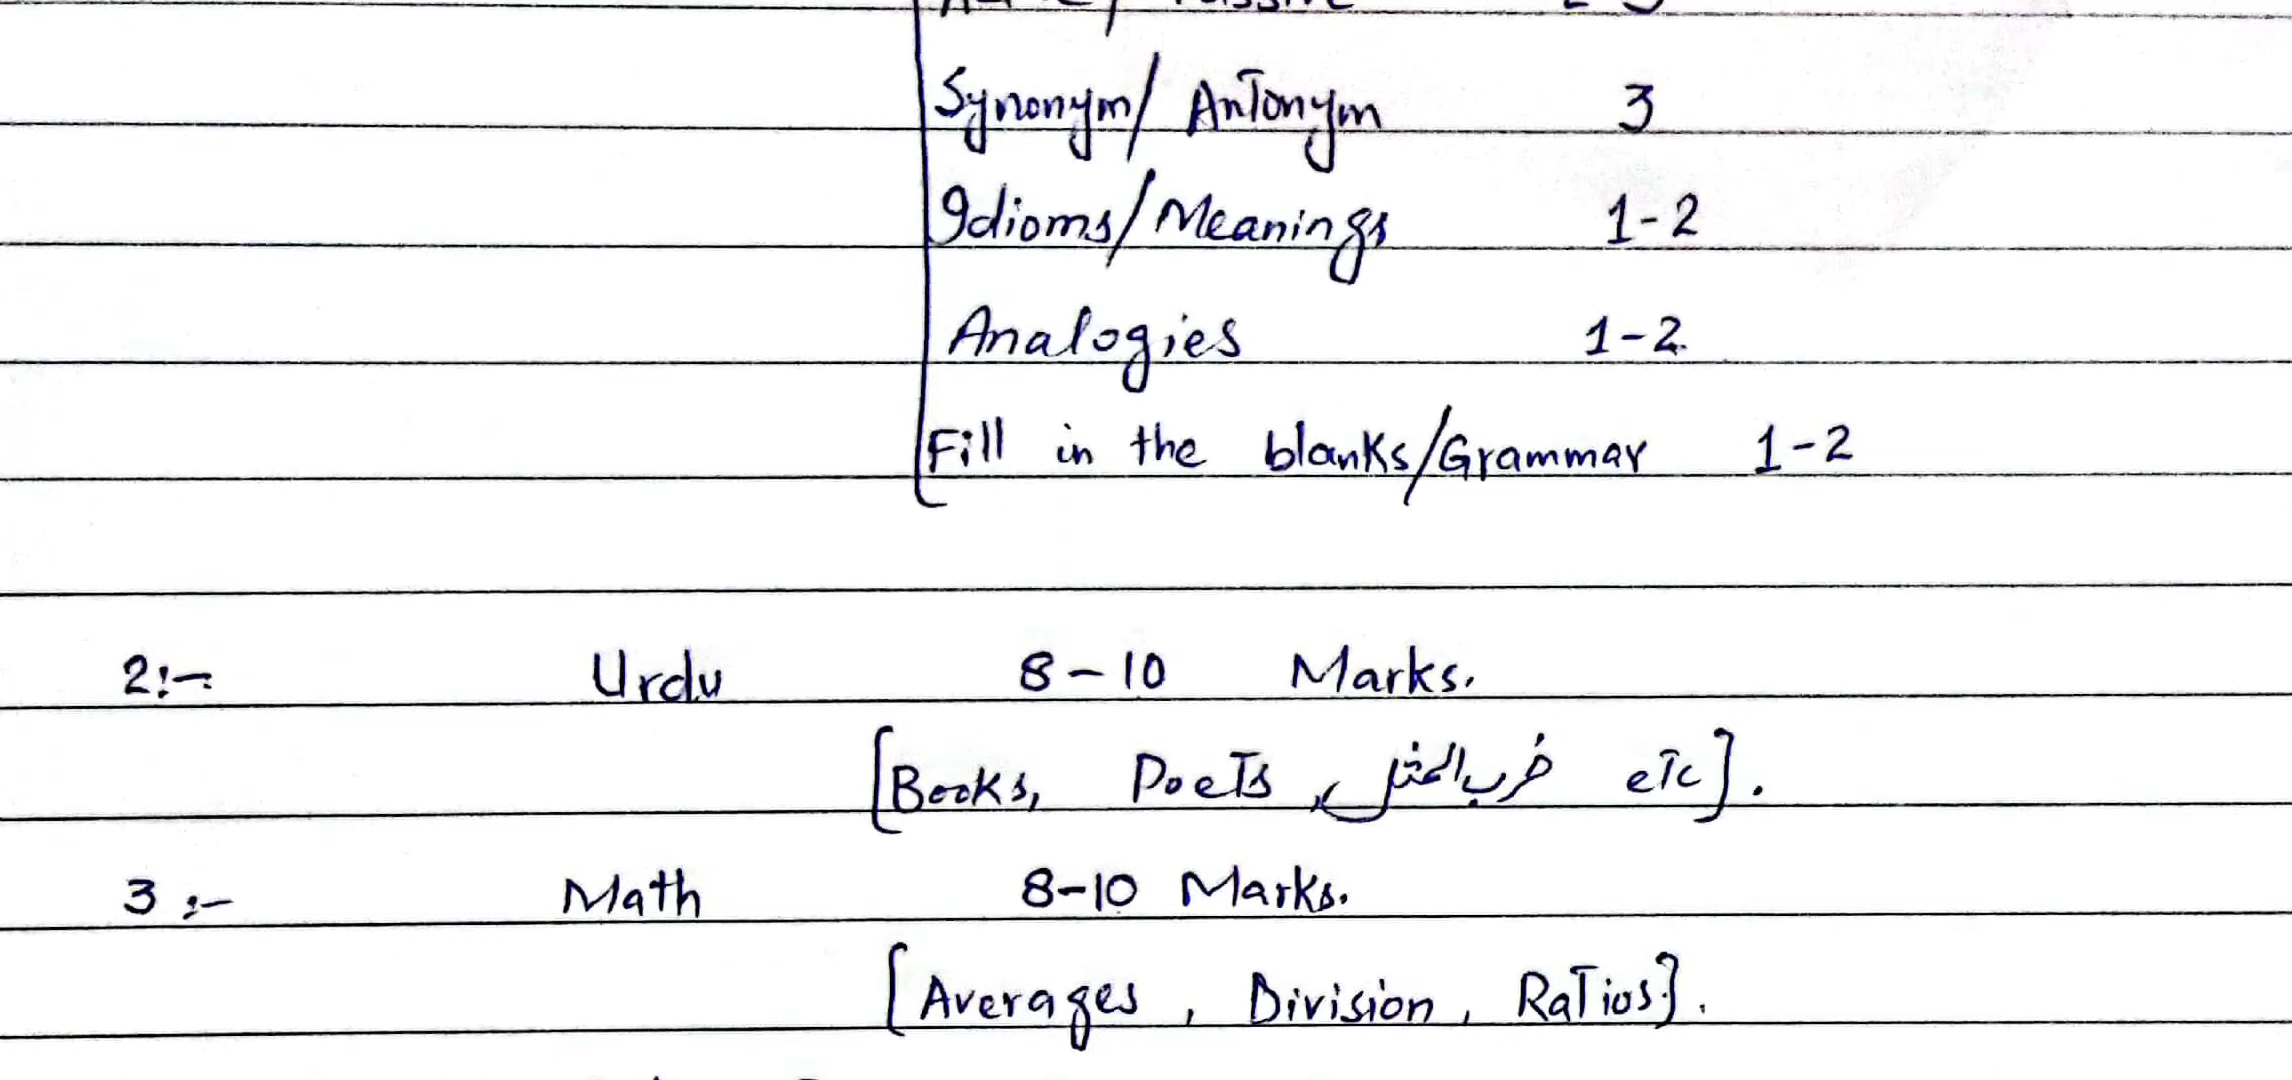 Synonym/ Antonym 3
Idioms/Meanings 1-2
Analogies 1-2
Fill in the blanks/Grammar 1-2
2:- Urdu 8-10 Marks.
[Books, Poets, ضرب المثل etc].
3:- Math 8-10 Marks.
[Averages, Division, Ratios].